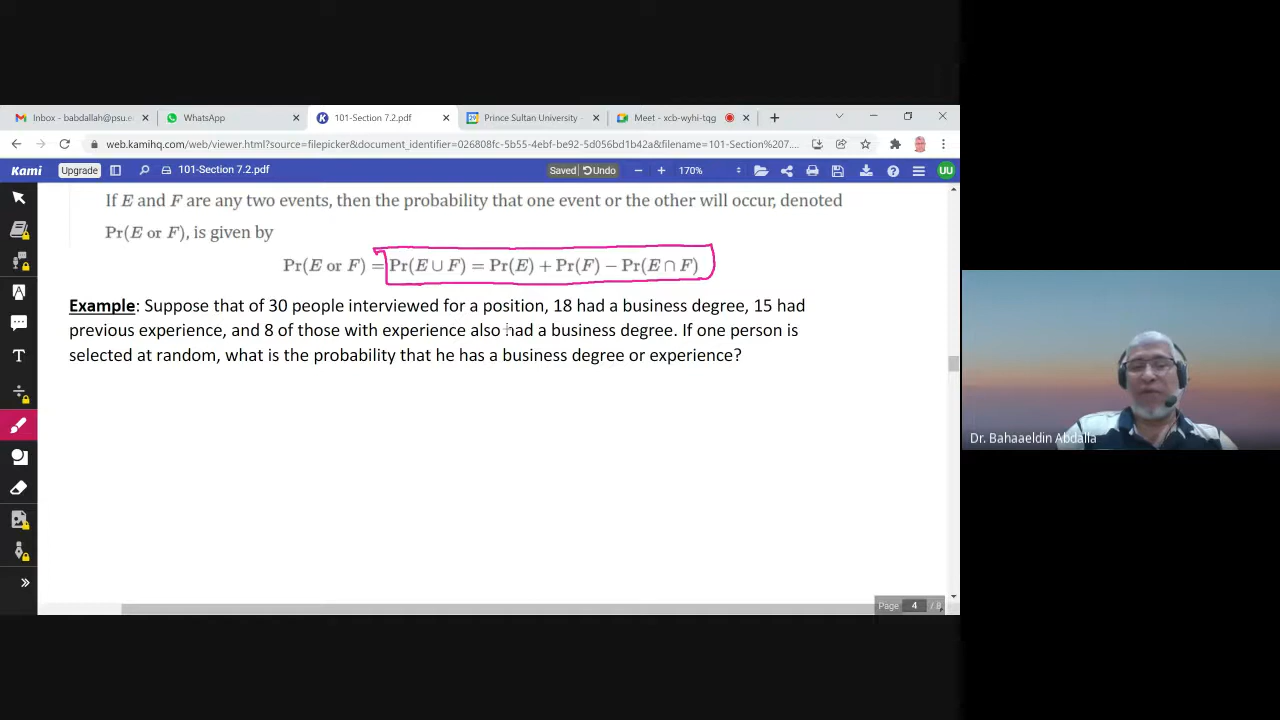 Inbox - babdallah@psu.e
WhatsApp
101-Section 7.2.pdf
Prince Sultan University -
Meet - xcb-wyhi-tqg
web.kamihq.com/web/viewer.html?source=filepicker&document_identifier=026808fc-5b55-4ebf-be92-5d056bd1b42a&filename=101-Section%207....
Kami
Upgrade
101-Section 7.2.pdf
Saved Undo
170%
UU
If E and F are any two events, then the probability that one event or the other will occur, denoted
Pr(E or F), is given by
Pr(E or F) = Pr(E ∪ F) = Pr(E) + Pr(F) − Pr(E ∩ F)
Example: Suppose that of 30 people interviewed for a position, 18 had a business degree, 15 had
previous experience, and 8 of those with experience also had a business degree. If one person is
selected at random, what is the probability that he has a business degree or experience?
Dr. Bahaaeldin Abdalla
Page 4 / 8